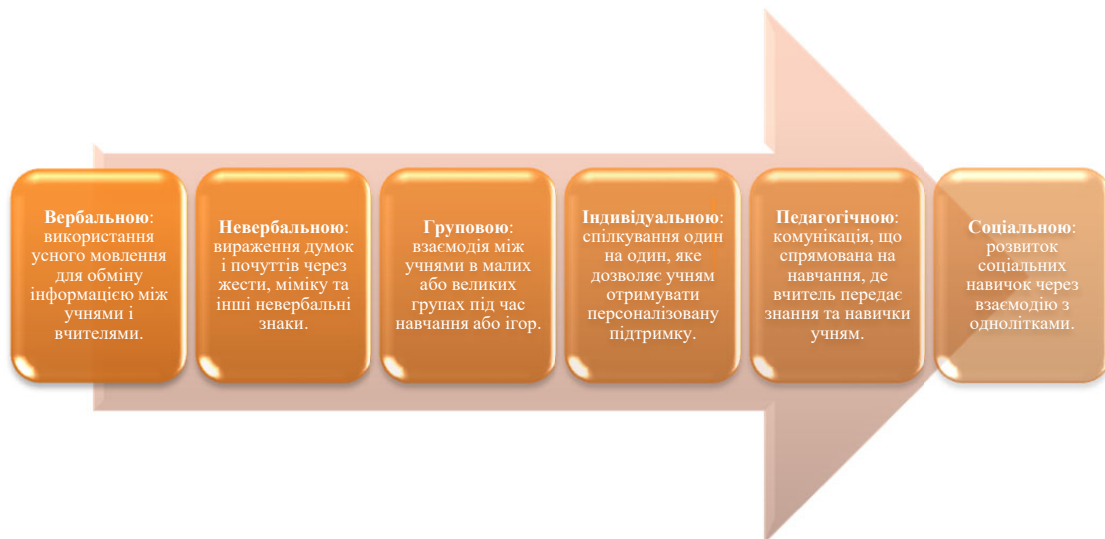 Вербальною:
використання
усного мовлення
для обміну
інформацією між
учнями і
вчителями.
Невербальною:
вираження думок
і почуттів через
жести, міміку та
інші невербальні
знаки.
Груповою:
взаємодія між
учнями в малих
або великих
групах під час
навчання або ігор.
Індивідуальною:
спілкування один
на один, яке
дозволяє учням
отримувати
персоналізовану
підтримку.
Педагогічною:
комунікація, що
спрямована на
навчання, де
вчитель передає
знання та навички
учням.
Соціальною:
розвиток
соціальних
навичок через
взаємодію з
однолітками.